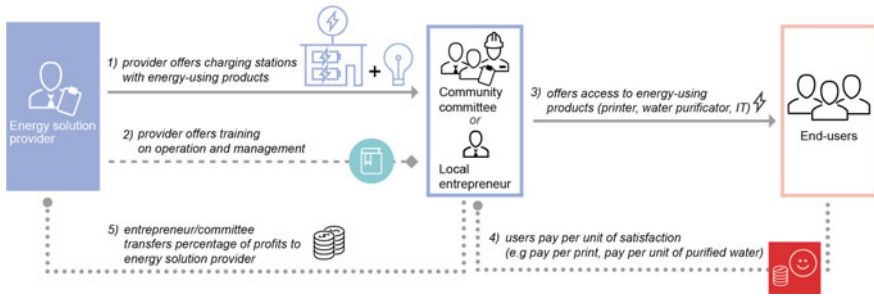 Energy solution
provider
1) provider offers charging stations
with energy-using products
2) provider offers training
on operation and management
Community
committee
or
Local
entrepreneur
3) offers access to energy-using
products (printer, water purificator, IT)
End-users
5) entrepreneur/committee
transfers percentage of profits to
energy solution provider
4) users pay per unit of satisfaction
(e.g pay per print, pay per unit of purified water)